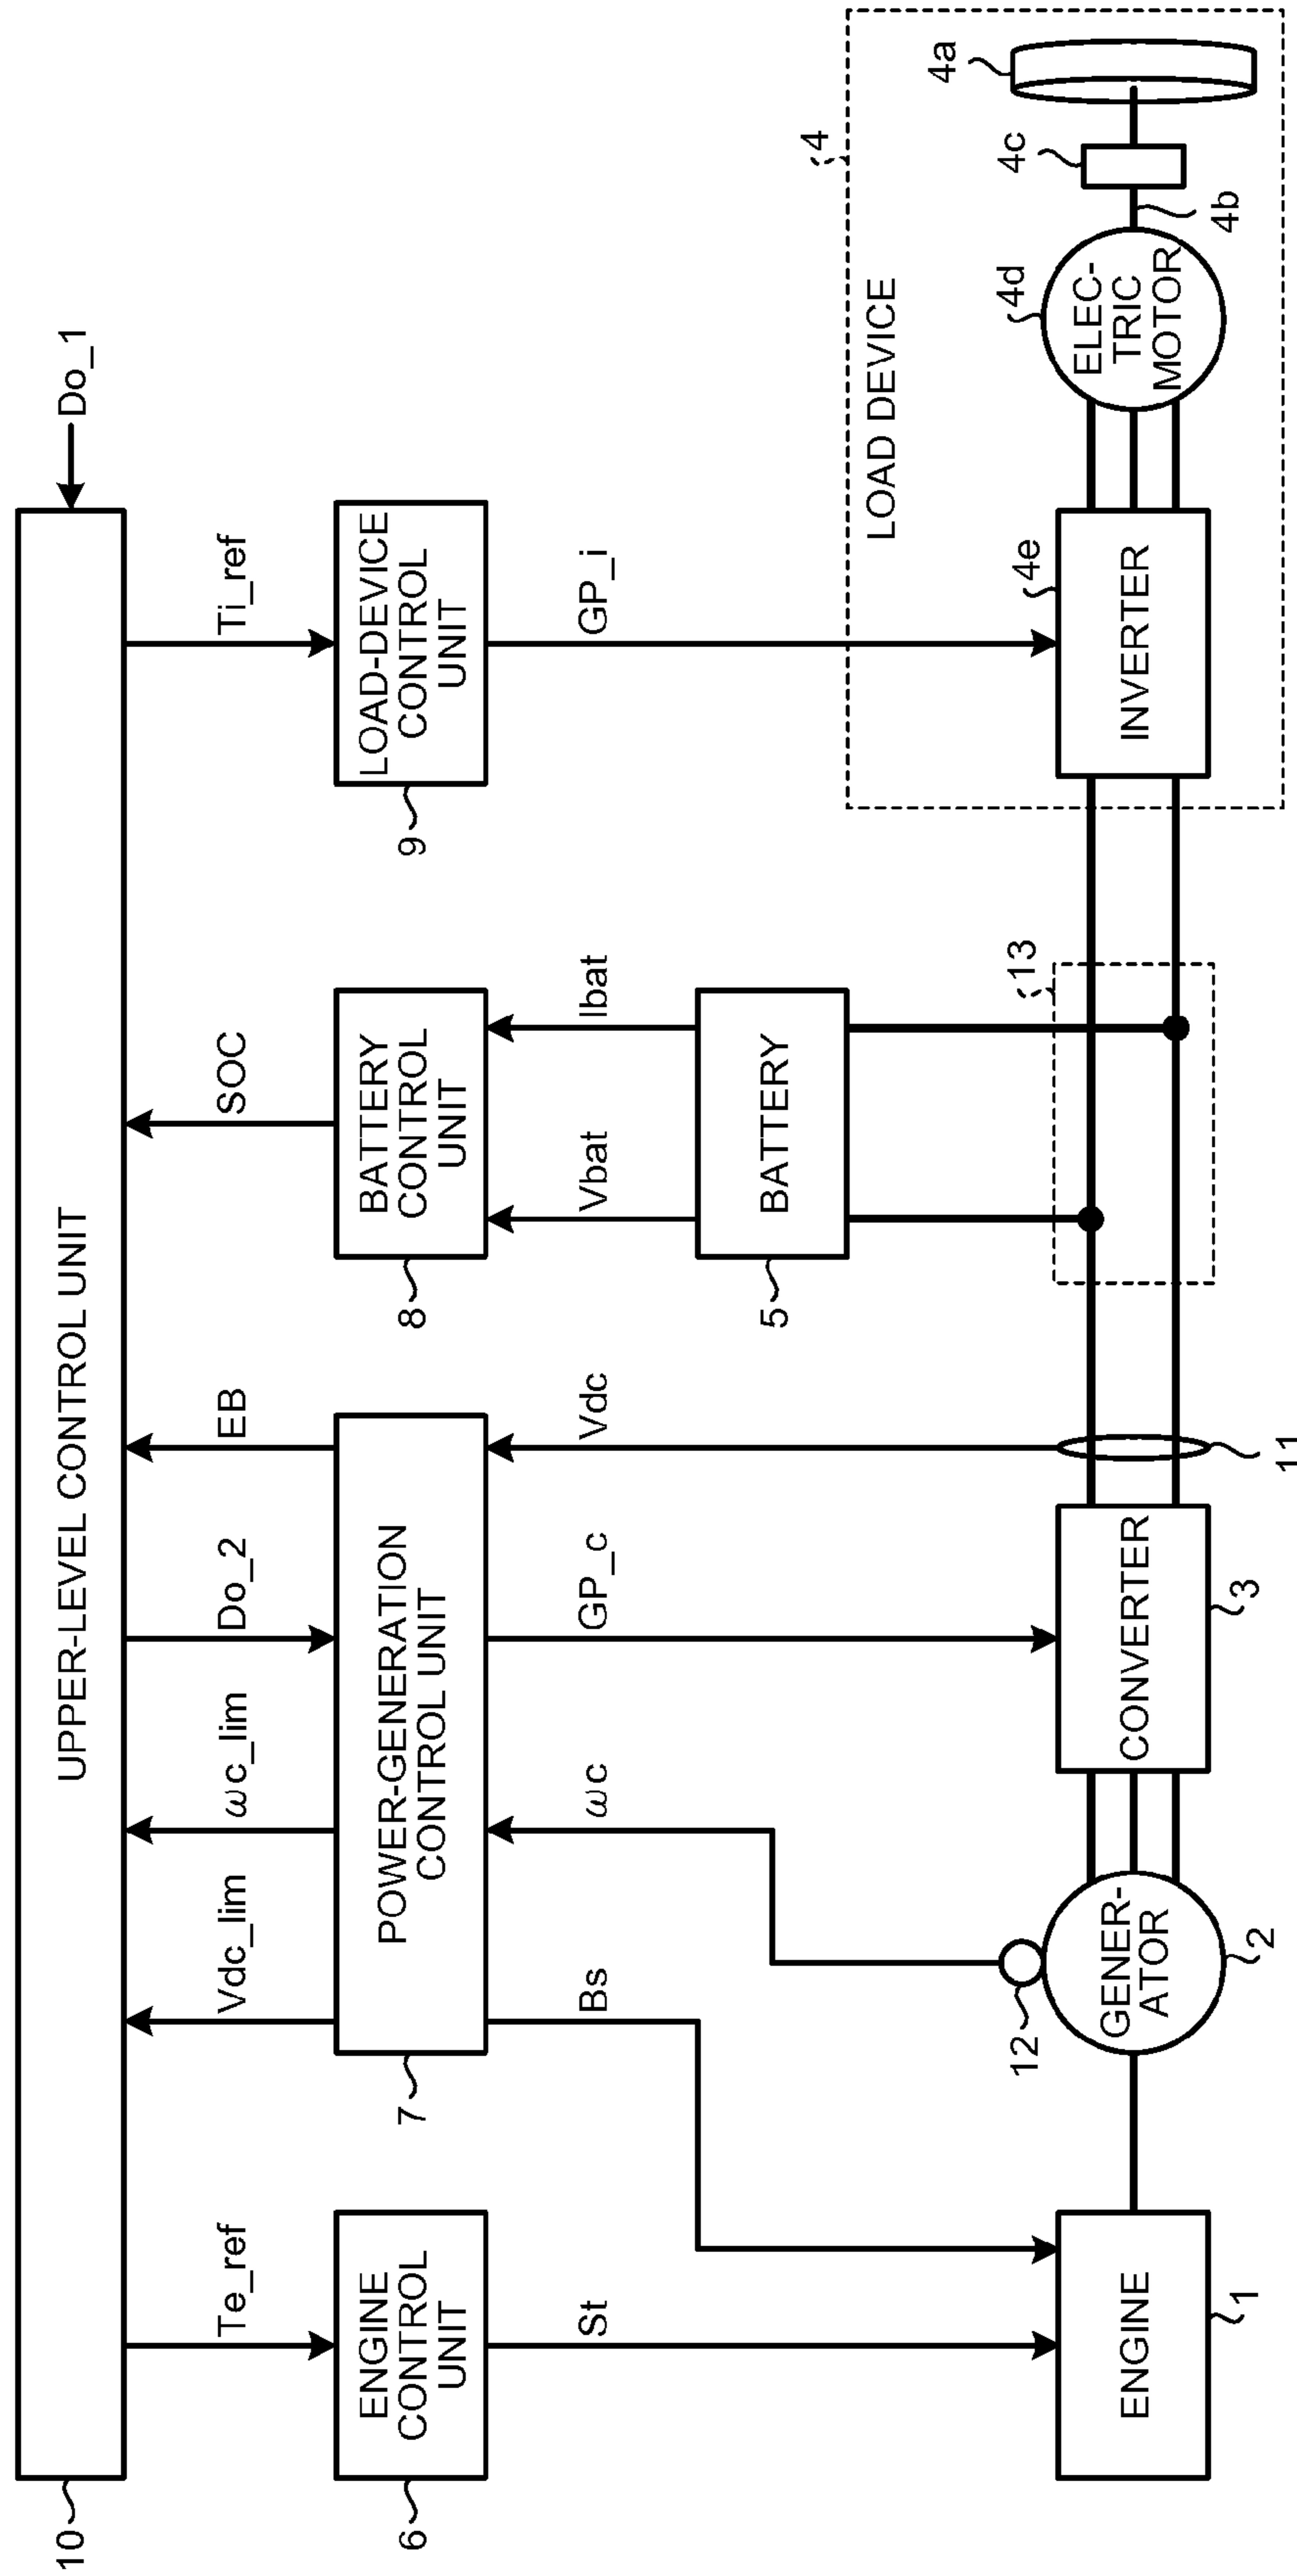 10
UPPER-LEVEL CONTROL UNIT
Do_1
Te_ref
Vdc_lim
ωc_lim
Do_2
EB
SOC
Ti_ref
6
ENGINE
CONTROL
UNIT
7
POWER-GENERATION
CONTROL UNIT
8
BATTERY
CONTROL
UNIT
9
LOAD-DEVICE
CONTROL
UNIT
St
Bs
ωc
GP_c
Vdc
Vbat
Ibat
GP_i
5
BATTERY
4
LOAD DEVICE
12
13
4e
4d
4c
4a
ENGINE
GENER-
ATOR
CONVERTER
INVERTER
ELEC-
TRIC
MOTOR
4b
1
2
3
11